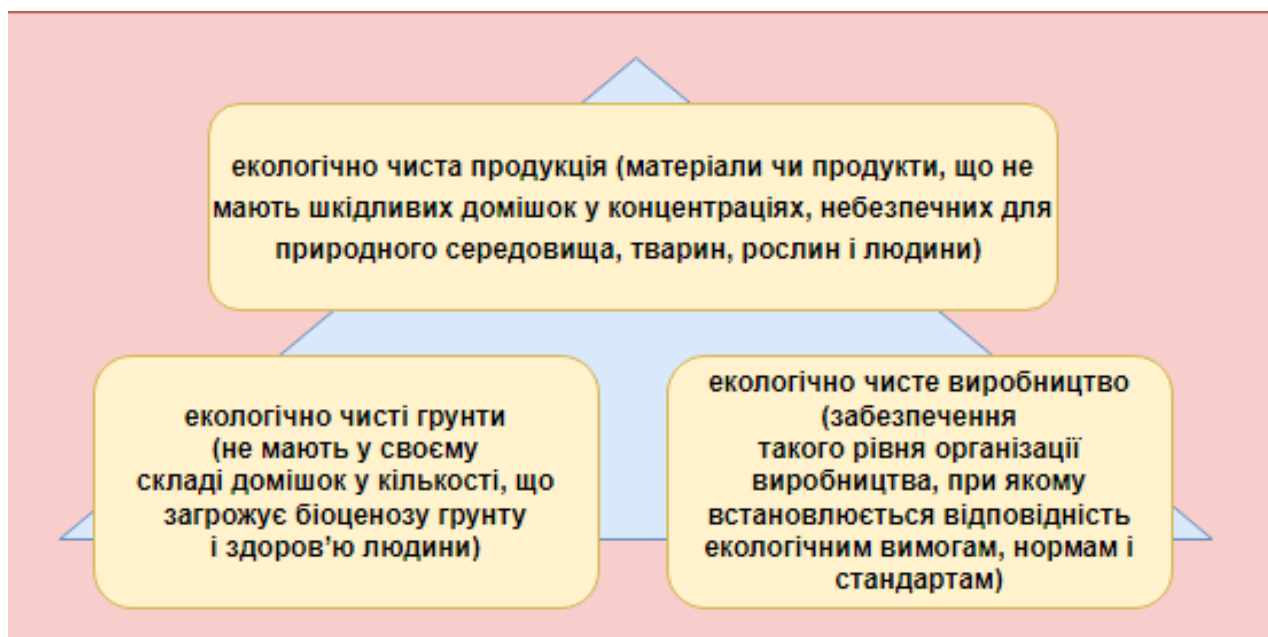 екологічно чиста продукція (матеріали чи продукти, що не
мають шкідливих домішок у концентраціях, небезпечних для
природного середовища, тварин, рослин і людини)
екологічно чисті грунти
(не мають у своєму
складі домішок у кількості, що
загрожує біоценозу грунту
і здоров’ю людини)
екологічно чисте виробництво
(забезпечення
такого рівня організації
виробництва, при якому
встановлюється відповідність
екологічним вимогам, нормам і
стандартам)